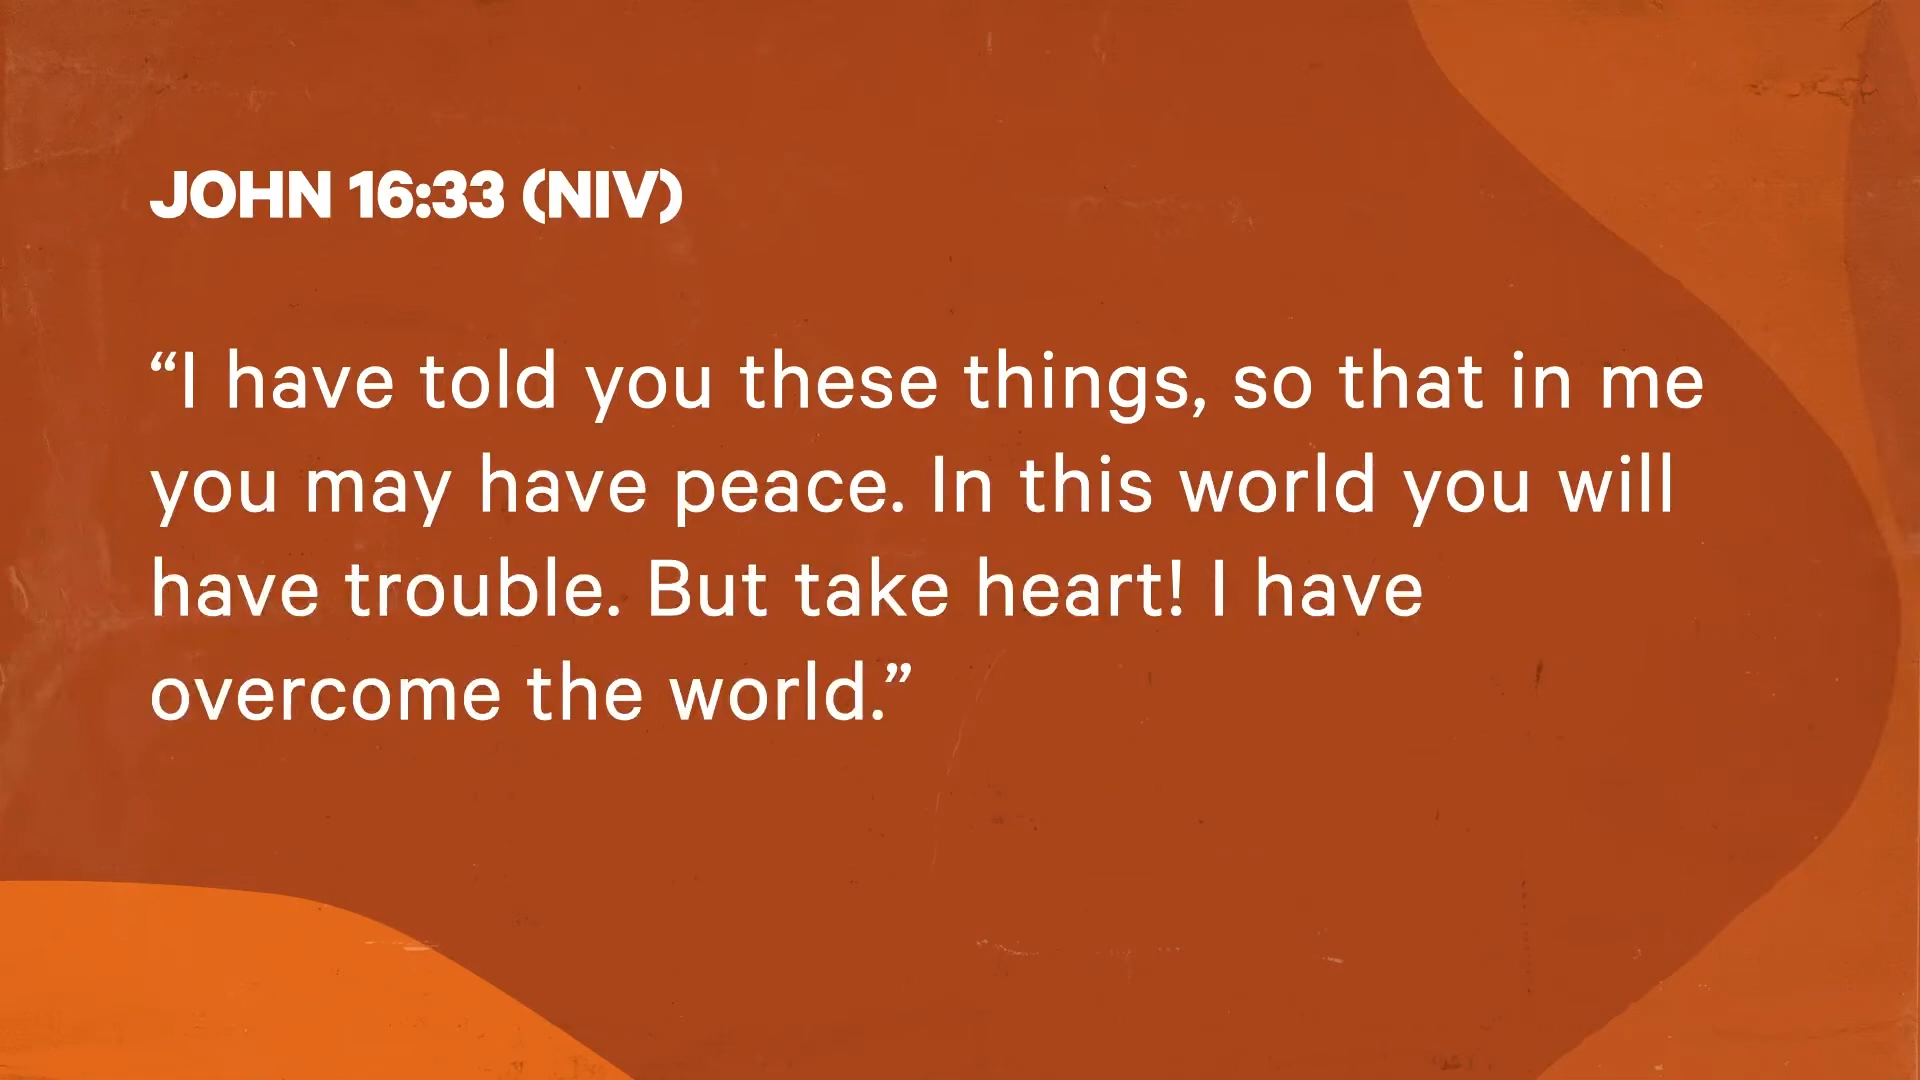 JOHN 16:33 (NIV)
“I have told you these things, so that in me
you may have peace. In this world you will
have trouble. But take heart! I have
overcome the world.”